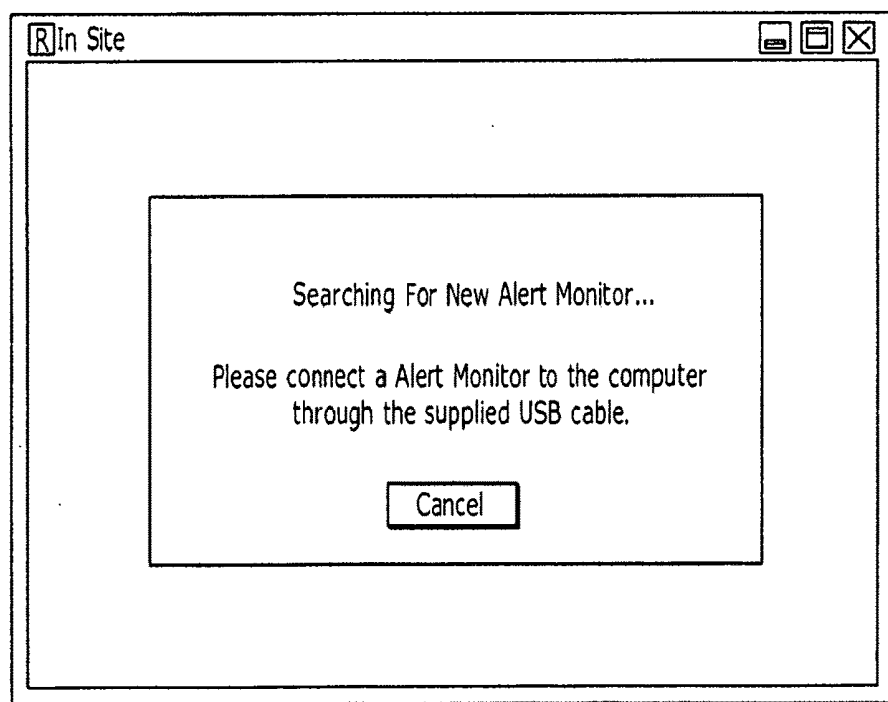 R In Site
Searching For New Alert Monitor...
Please connect a Alert Monitor to the computer
through the supplied USB cable.
Cancel